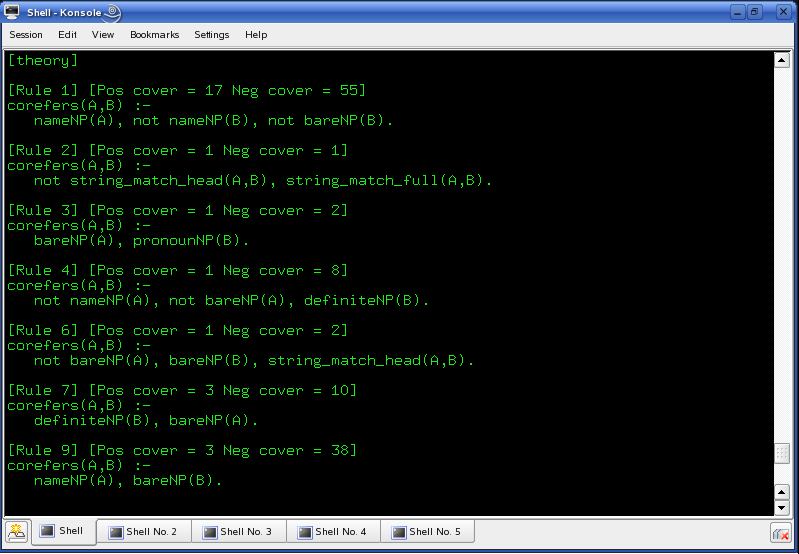 Shell - Konsole
Session Edit View Bookmarks Settings Help
[theory]
[Rule 1] [Pos cover = 17 Neg cover = 55]
corefers(A,B) :-
nameNP(A), not nameNP(B), not bareNP(B).
[Rule 2] [Pos cover = 1 Neg cover = 1]
corefers(A,B) :-
not string_match_head(A,B), string_match_full(A,B).
[Rule 3] [Pos cover = 1 Neg cover = 2]
corefers(A,B) :-
bareNP(A), pronounNP(B).
[Rule 4] [Pos cover = 1 Neg cover = 8]
corefers(A,B) :-
not nameNP(A), not bareNP(A), definiteNP(B).
[Rule 6] [Pos cover = 1 Neg cover = 2]
corefers(A,B) :-
not bareNP(A), bareNP(B), string_match_head(A,B).
[Rule 7] [Pos cover = 3 Neg cover = 10]
corefers(A,B) :-
definiteNP(B), bareNP(A).
[Rule 9] [Pos cover = 3 Neg cover = 38]
corefers(A,B) :-
nameNP(A), bareNP(B).
Shell Shell No. 2 Shell No. 3 Shell No. 4 Shell No. 5